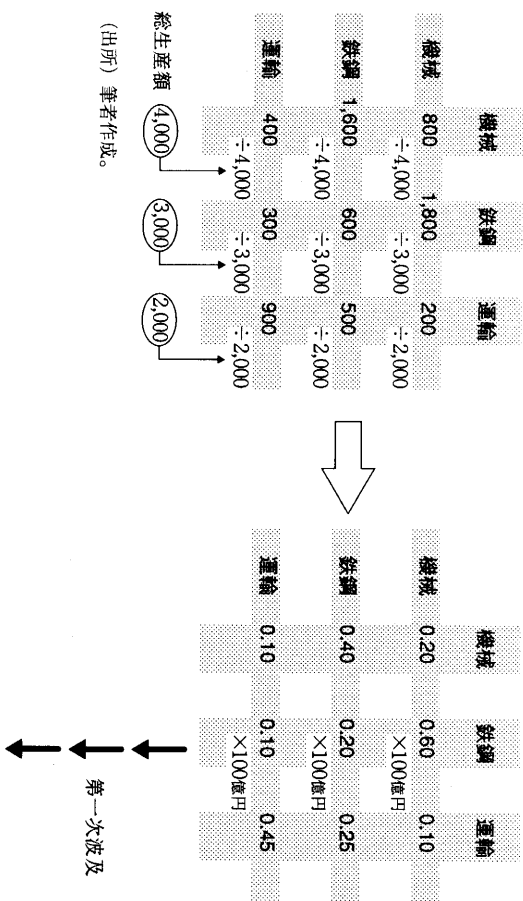 機械 鉄鋼 運輸
機械 800 1,800 200
÷4,000 ÷3,000 ÷2,000
鉄鋼 1,600 600 500
÷4,000 ÷3,000 ÷2,000
運輸 400 300 900
÷4,000 ÷3,000 ÷2,000
総生産額 4,000 3,000 2,000
(出所) 筆者作成。
機械 鉄鋼 運輸
機械 0.20 0.60 0.10
×100億円
鉄鋼 0.40 0.20 0.25
×100億円
運輸 0.10 0.10 0.45
×100億円
第一次波及